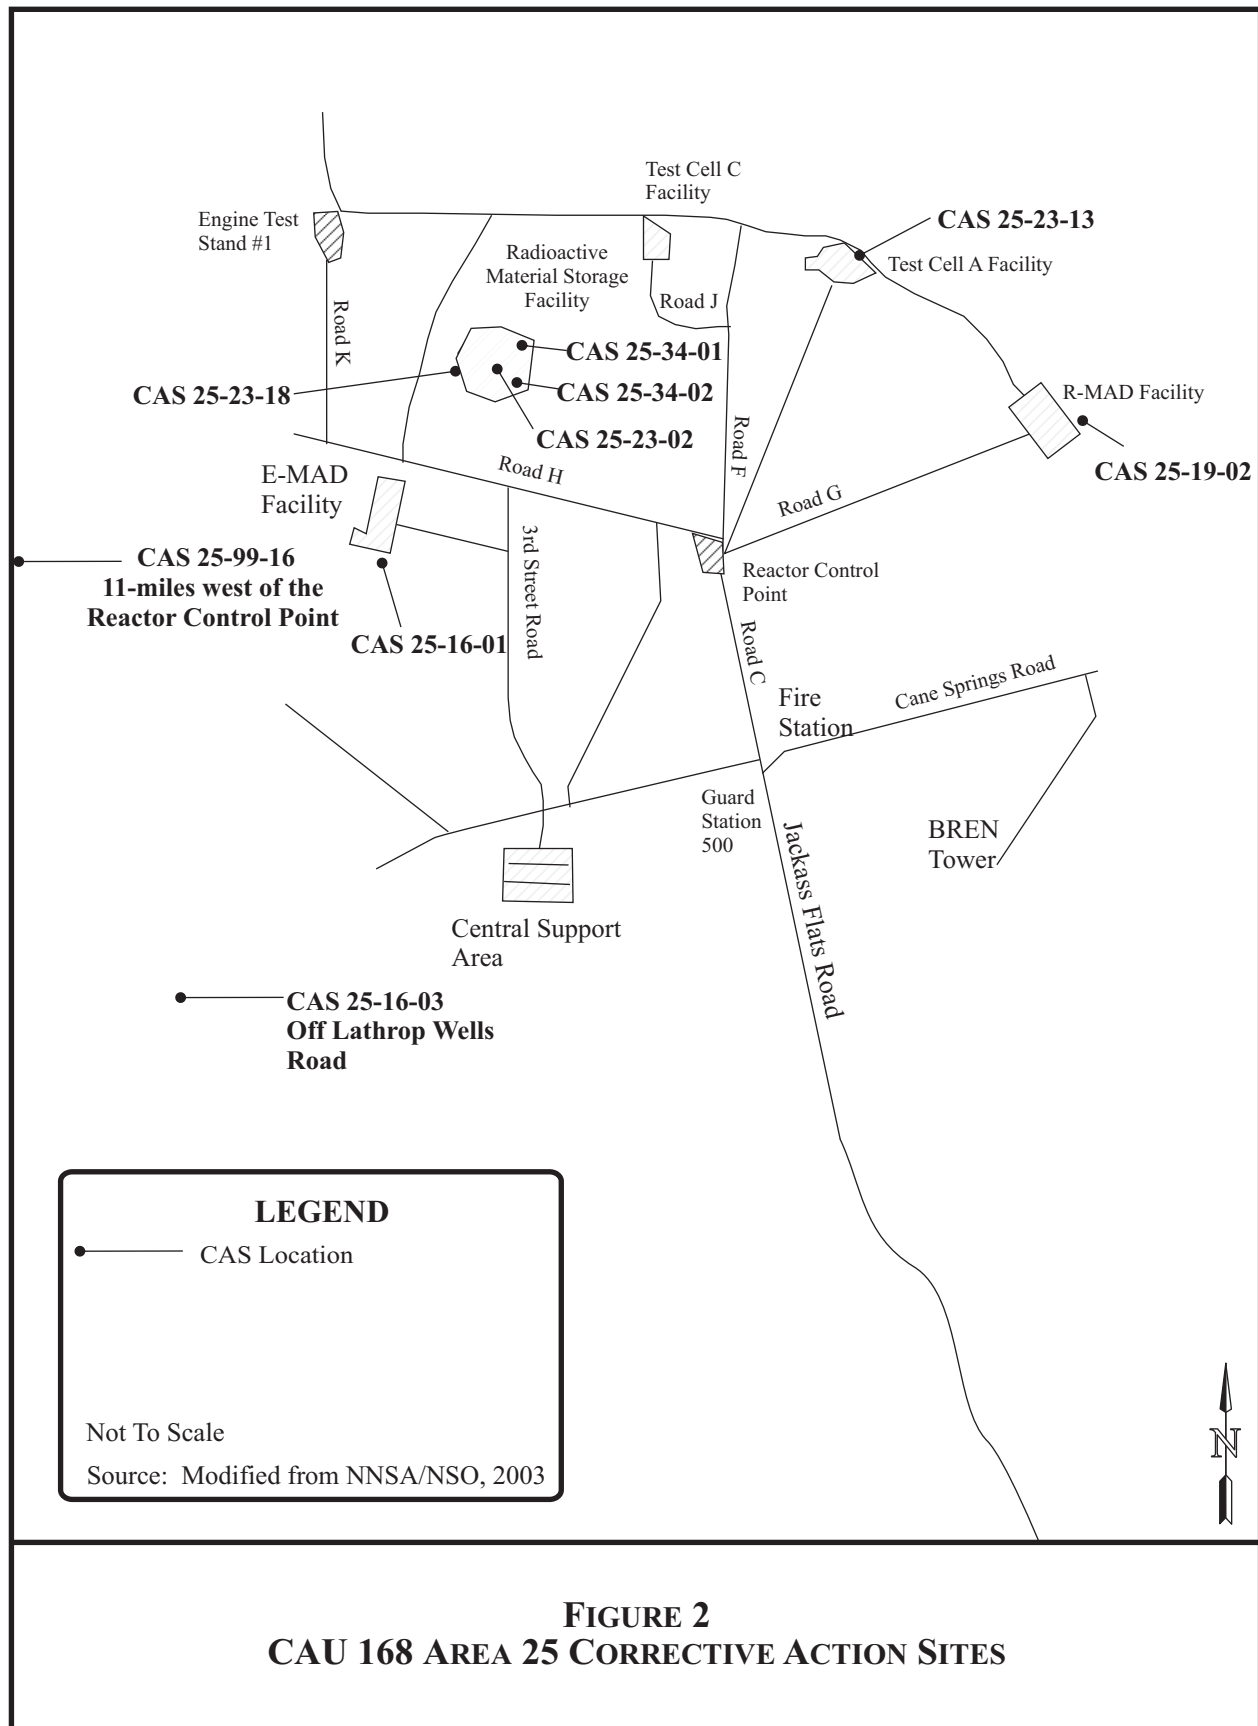 Test Cell C
Facility
Engine Test
Stand #1
CAS 25-23-13
Radioactive
Material Storage
Facility
Test Cell A Facility
Road J
Road K
CAS 25-34-01
CAS 25-23-18
CAS 25-34-02
R-MAD Facility
CAS 25-23-02
Road F
Road H
E-MAD
Facility
CAS 25-19-02
Road G
3rd Street Road
CAS 25-99-16
11-miles west of the
Reactor Control Point
Reactor Control
Point
CAS 25-16-01
Road C
Cane Springs Road
Fire
Station
Guard
Station
500
BREN
Tower
Jackass Flats Road
Central Support
Area
CAS 25-16-03
Off Lathrop Wells
Road
LEGEND
CAS Location
Not To Scale
Source: Modified from NNSA/NSO, 2003
N
FIGURE 2
CAU 168 AREA 25 CORRECTIVE ACTION SITES